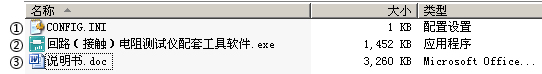 名称 大小 类型
① CONFIG.INI 1 KB 配置设置
② 回路（接触）电阻测试仪配套工具软件.exe 1,452 KB 应用程序
③ 说明书.doc 3,260 KB Microsoft Office...